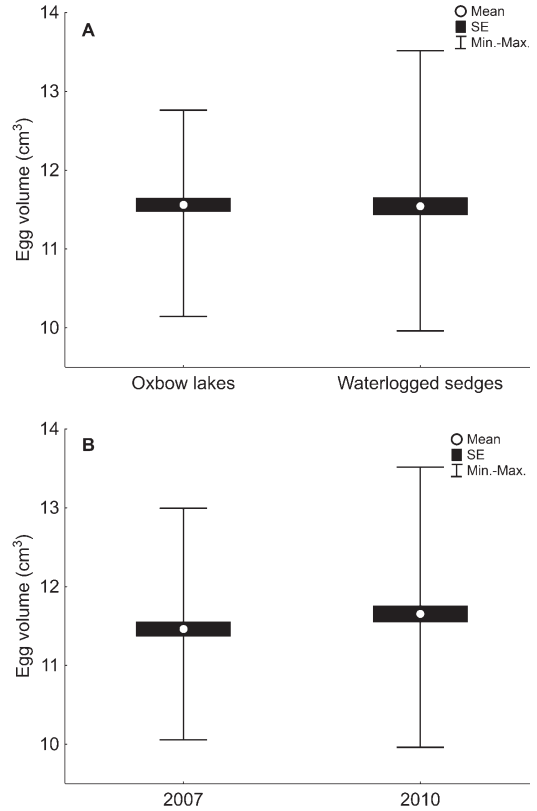 14
A
Mean
SE
Min.-Max.
13
12
11
10
Egg volume (cm³)
Oxbow lakes
Waterlogged sedges
14
B
Mean
SE
Min.-Max.
13
12
11
10
Egg volume (cm³)
2007
2010